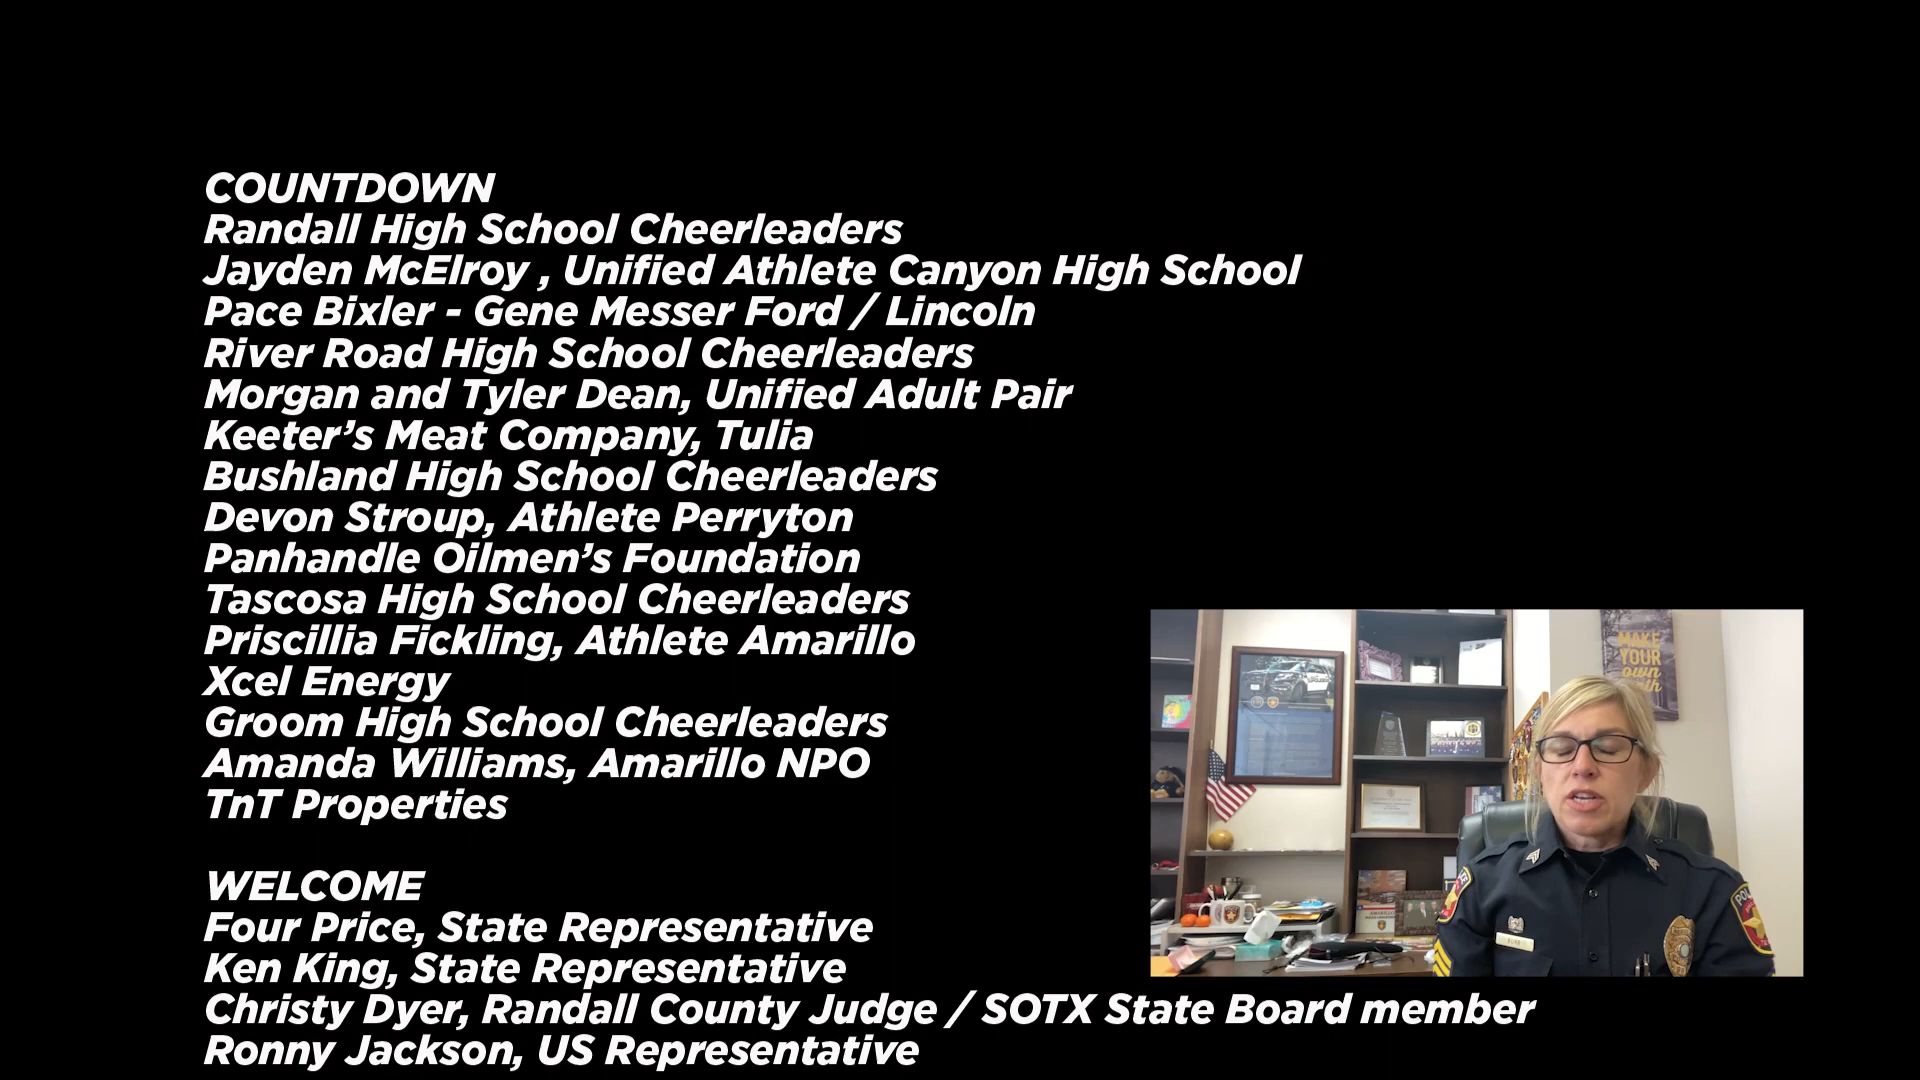 COUNTDOWN
Randall High School Cheerleaders
Jayden McElroy , Unified Athlete Canyon High School
Pace Bixler - Gene Messer Ford / Lincoln
River Road High School Cheerleaders
Morgan and Tyler Dean, Unified Adult Pair
Keeter’s Meat Company, Tulia
Bushland High School Cheerleaders
Devon Stroup, Athlete Perryton
Panhandle Oilmen’s Foundation
Tascosa High School Cheerleaders
Priscillia Fickling, Athlete Amarillo
Xcel Energy
Groom High School Cheerleaders
Amanda Williams, Amarillo NPO
TnT Properties
WELCOME
Four Price, State Representative
Ken King, State Representative
Christy Dyer, Randall County Judge / SOTX State Board member
Ronny Jackson, US Representative
MAKE
YOUR
own